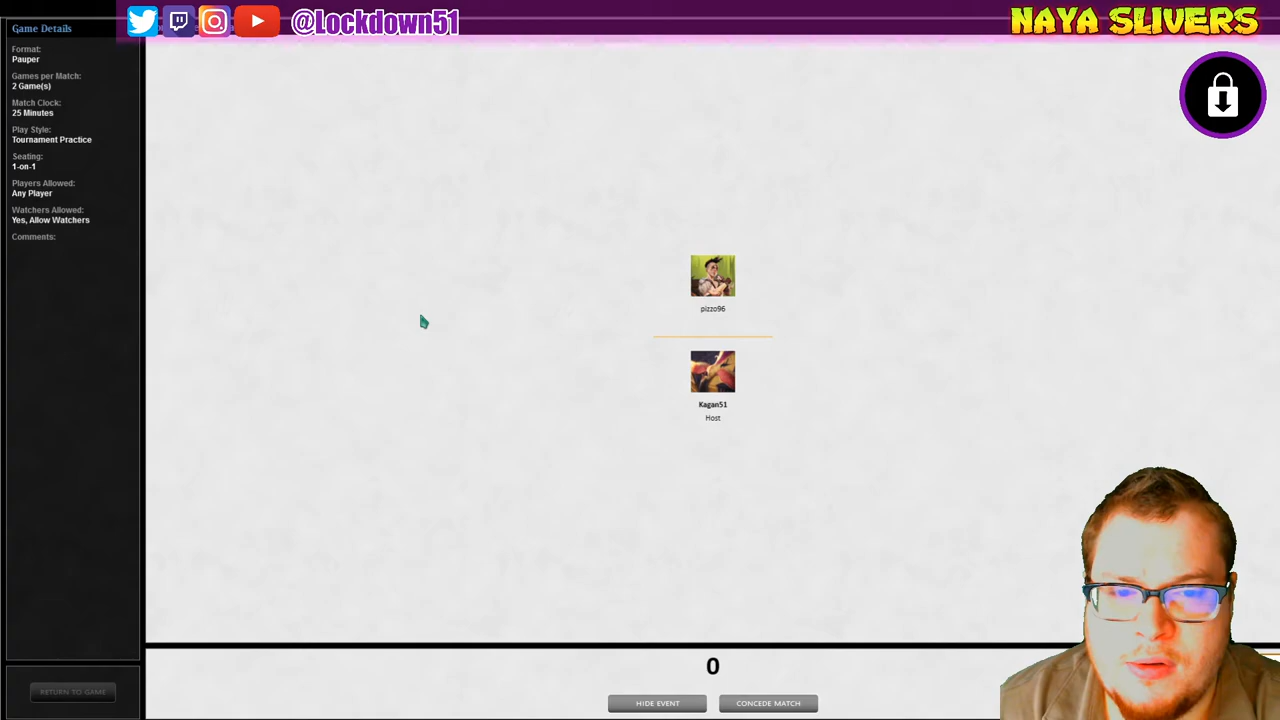 Game Details
@Lockdown51
NAYA SLIVERS
Format:
Pauper
Games per Match:
2 Game(s)
Match Clock:
25 Minutes
Play Style:
Tournament Practice
Seating:
1-on-1
Players Allowed:
Any Player
Watchers Allowed:
Yes, Allow Watchers
Comments:
pizzo96
Kagan51
Host
0
RETURN TO GAME
HIDE EVENT
CONCEDE MATCH